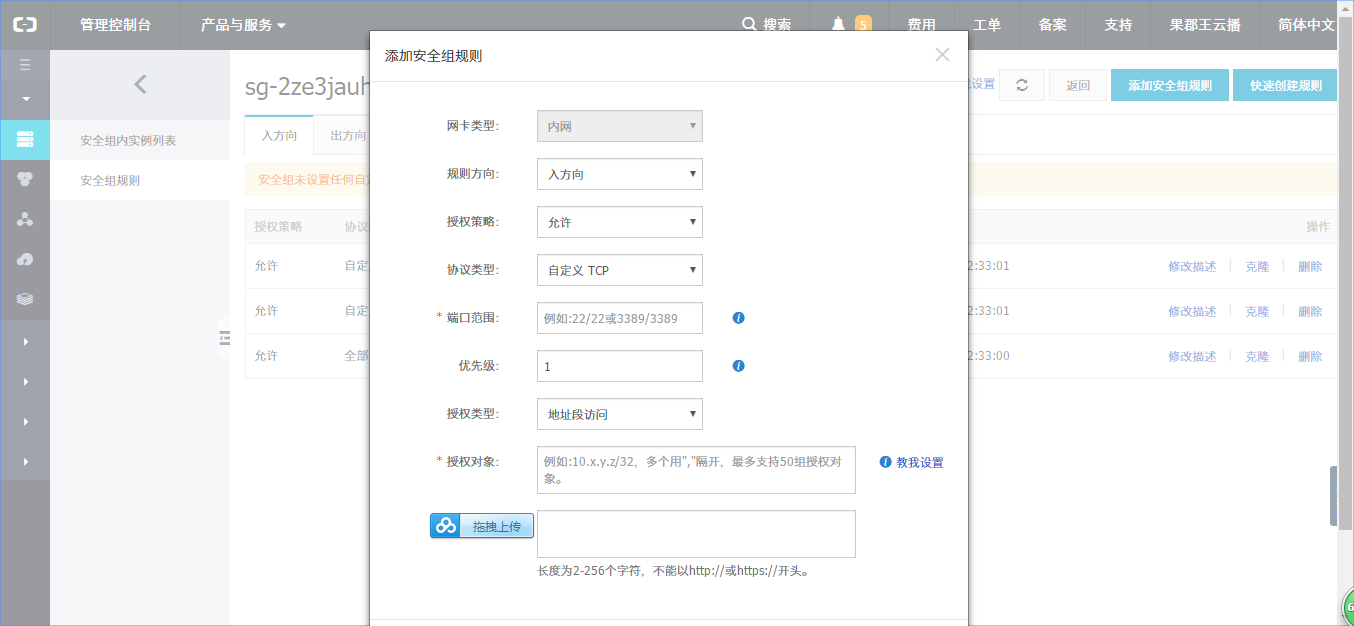 管理控制台 产品与服务 搜索 5 费用 工单 备案 支持 果郡王云播 简体中文
添加安全组规则
sg-2ze3jauh
设置 返回 添加安全组规则 快速创建规则
安全组内实例列表
安全组规则
入方向 出方向
安全组未设置任何自定
授权策略 协议 操作
允许 自定 2:33:01 修改描述 克隆 删除
允许 自定 2:33:01 修改描述 克隆 删除
允许 全部 2:33:00 修改描述 克隆 删除
网卡类型: 内网
规则方向: 入方向
授权策略: 允许
协议类型: 自定义 TCP
* 端口范围: 例如:22/22或3389/3389
优先级: 1
授权类型: 地址段访问
* 授权对象: 例如:10.x.y.z/32，多个用","隔开，最多支持50组授权对
象。
教我设置
拖拽上传
长度为2-256个字符，不能以http://或https://开头。
6